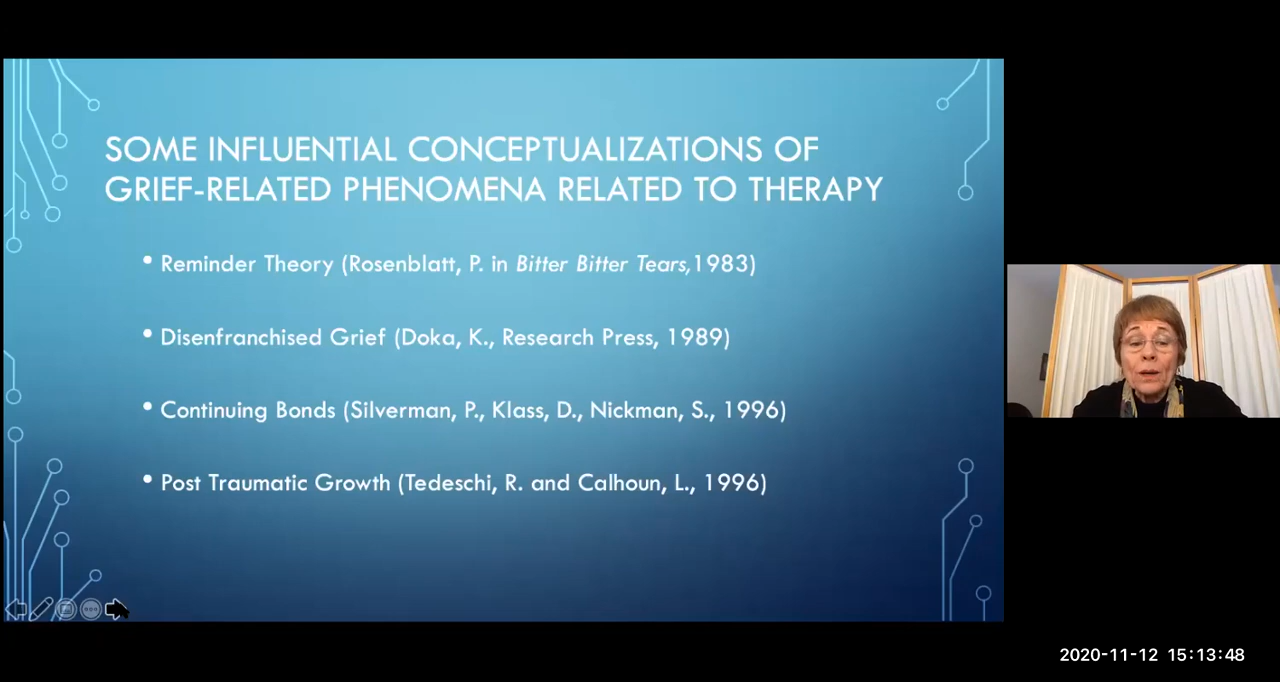 SOME INFLUENTIAL CONCEPTUALIZATIONS OF
GRIEF-RELATED PHENOMENA RELATED TO THERAPY
• Reminder Theory (Rosenblatt, P. in Bitter Bitter Tears,1983)
• Disenfranchised Grief (Doka, K., Research Press, 1989)
• Continuing Bonds (Silverman, P., Klass, D., Nickman, S., 1996)
• Post Traumatic Growth (Tedeschi, R. and Calhoun, L., 1996)
2020-11-12 15:13:48